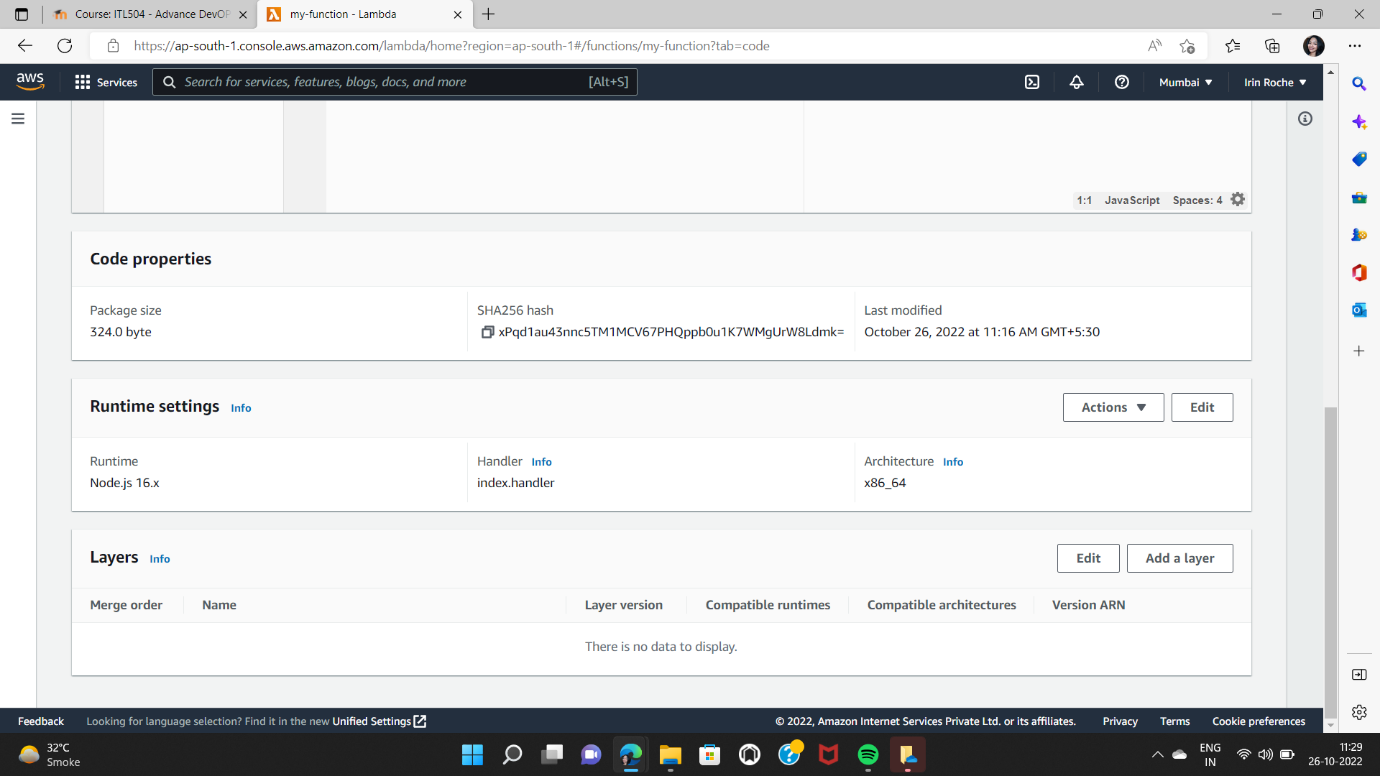 Course: ITL504 - Advance DevOP
my-function - Lambda
https://ap-south-1.console.aws.amazon.com/lambda/home?region=ap-south-1#/functions/my-function?tab=code
aws
Services
Search for services, features, blogs, docs, and more
[Alt+S]
Mumbai
Irin Roche
1:1 JavaScript Spaces: 4
Code properties
Package size
324.0 byte
SHA256 hash
xPqd1au43nnc5TM1MCV67PHQppb0u1K7WMgUrW8Ldmk=
Last modified
October 26, 2022 at 11:16 AM GMT+5:30
Runtime settings Info
Actions
Edit
Runtime
Node.js 16.x
Handler Info
index.handler
Architecture Info
x86_64
Layers Info
Edit
Add a layer
Merge order
Name
Layer version
Compatible runtimes
Compatible architectures
Version ARN
There is no data to display.
Feedback
Looking for language selection? Find it in the new Unified Settings
© 2022, Amazon Internet Services Private Ltd. or its affiliates.
Privacy
Terms
Cookie preferences
32°C
Smoke
ENG
IN
11:29
26-10-2022